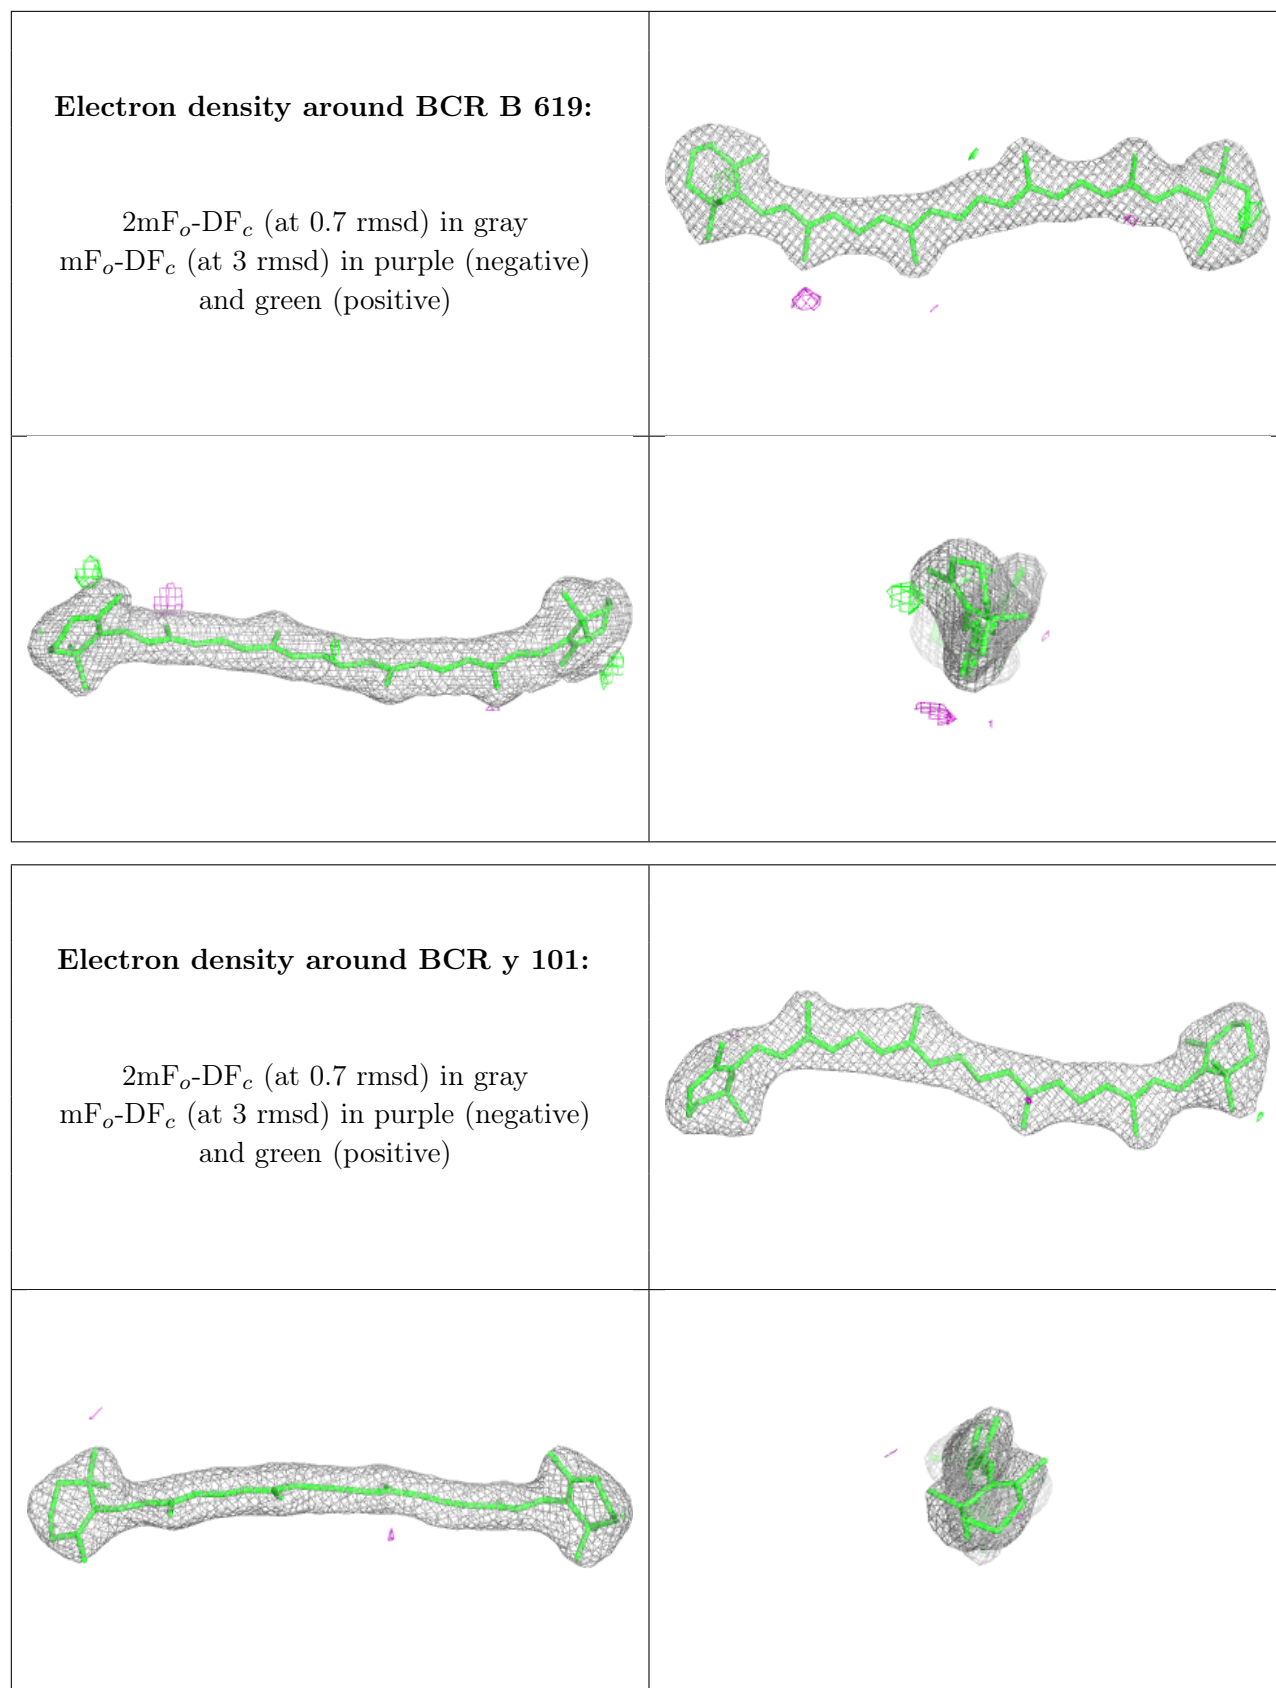 Electron density around BCR B 619:
2mFo-DFc (at 0.7 rmsd) in gray
mFo-DFc (at 3 rmsd) in purple (negative)
and green (positive)
Electron density around BCR y 101:
2mFo-DFc (at 0.7 rmsd) in gray
mFo-DFc (at 3 rmsd) in purple (negative)
and green (positive)